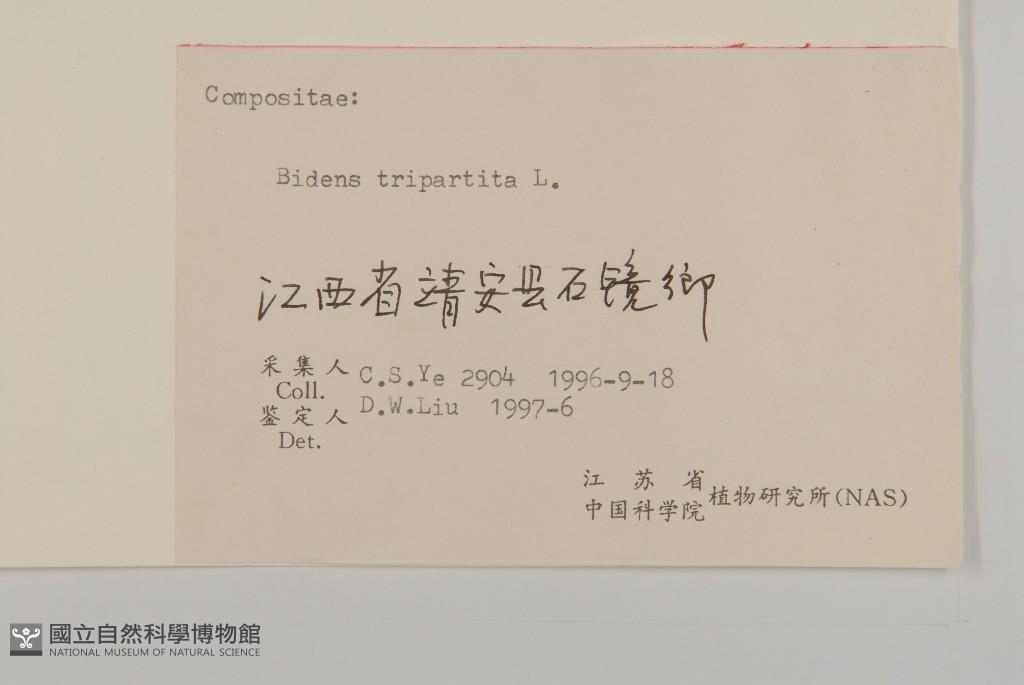 Compositae:
Bidens tripartita L.
江西省靖安县石镜乡
采集人 C.S.Ye 2904 1996-9-18
Coll.
鉴定人 D.W.Liu 1997-6
Det.
江苏省
中国科学院 植物研究所(NAS)
國立自然科學博物館
NATIONAL MUSEUM OF NATURAL SCIENCE